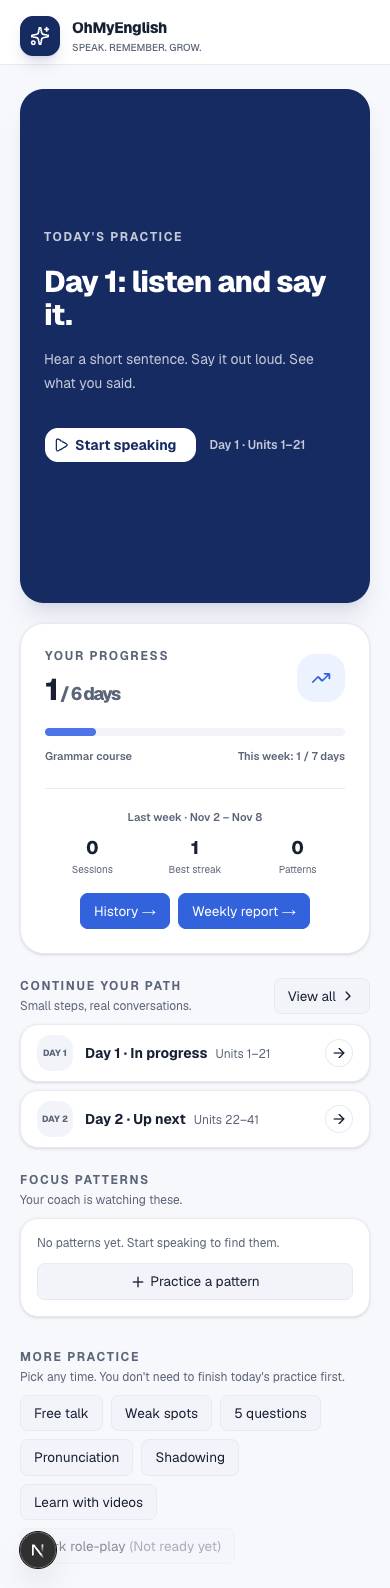 OhMyEnglish
SPEAK. REMEMBER. GROW.
TODAY'S PRACTICE
Day 1: listen and say
it.
Hear a short sentence. Say it out loud. See
what you said.
Start speaking
Day 1 · Units 1–21
YOUR PROGRESS
1 / 6 days
Grammar course
This week: 1 / 7 days
Last week · Nov 2 – Nov 8
0 1 0
Sessions Best streak Patterns
History →
Weekly report →
CONTINUE YOUR PATH
Small steps, real conversations.
View all
DAY 1 Day 1 · In progress Units 1–21
DAY 2 Day 2 · Up next Units 22–41
FOCUS PATTERNS
Your coach is watching these.
No patterns yet. Start speaking to find them.
Practice a pattern
MORE PRACTICE
Pick any time. You don't need to finish today's practice first.
Free talk Weak spots 5 questions
Pronunciation Shadowing
Learn with videos
N role-play (Not ready yet)